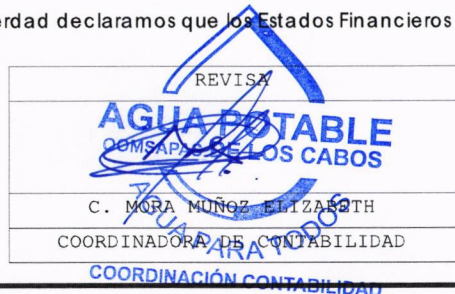 erdad declaramos que los Estados Financieros
REVISA
AGUA POTABLE
OOMSAPAS DE LOS CABOS
C. MORA MUÑOZ ELIZABETH
AGUA PARA TODOS
COORDINADORA DE CONTABILIDAD
COORDINACIÓN CONTABILIDAD